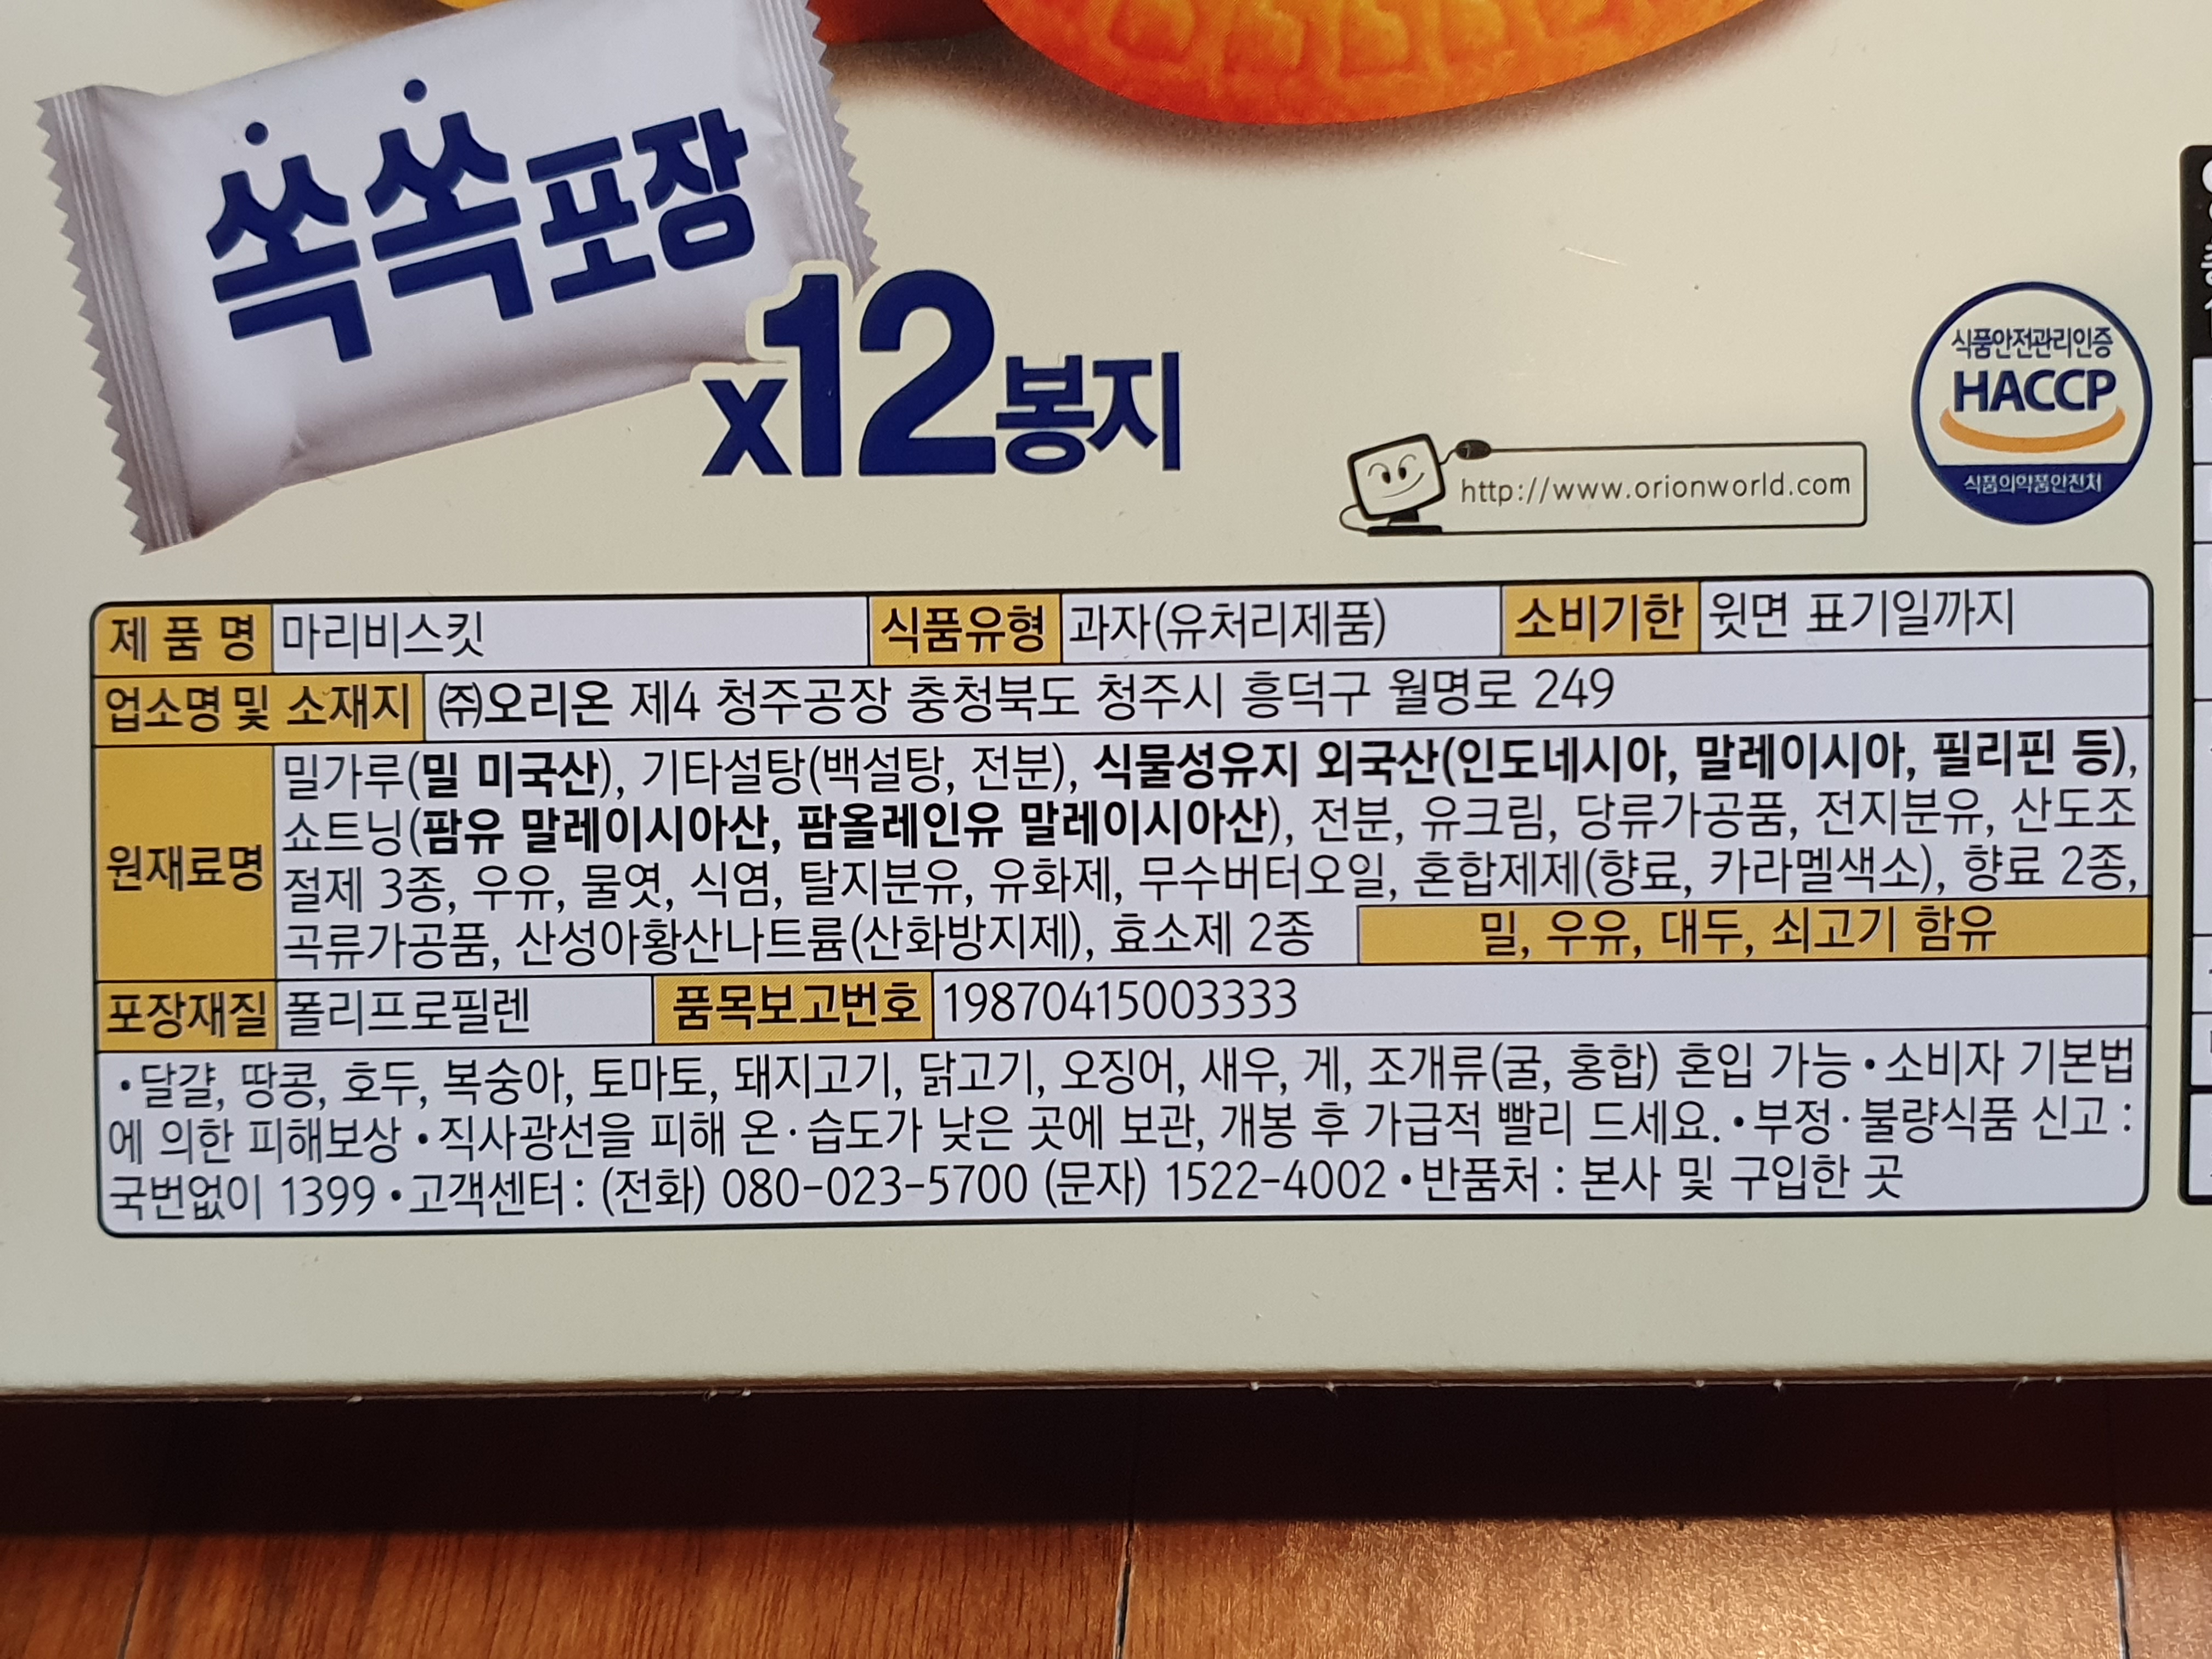 쏙쏙포장
x12봉지
식품안전관리인증
HACCP
식품의약품안전처
http://www.orionworld.com
제 품 명 마리비스킷 식품유형 과자(유처리제품) 소비기한 윗면 표기일까지
업소명 및 소재지 ㈜오리온 제4 청주공장 충청북도 청주시 흥덕구 월명로 249
원재료명
밀가루(밀 미국산), 기타설탕(백설탕, 전분), 식물성유지 외국산(인도네시아, 말레이시아, 필리핀 등),
쇼트닝(팜유 말레이시아산, 팜올레인유 말레이시아산), 전분, 유크림, 당류가공품, 전지분유, 산도조
절제 3종, 우유, 물엿, 식염, 탈지분유, 유화제, 무수버터오일, 혼합제제(향료, 카라멜색소), 향료 2종,
곡류가공품, 산성아황산나트륨(산화방지제), 효소제 2종 밀, 우유, 대두, 쇠고기 함유
포장재질 폴리프로필렌 품목보고번호 19870415003333
•달걀, 땅콩, 호두, 복숭아, 토마토, 돼지고기, 닭고기, 오징어, 새우, 게, 조개류(굴, 홍합) 혼입 가능•소비자 기본법
에 의한 피해보상•직사광선을 피해 온·습도가 낮은 곳에 보관, 개봉 후 가급적 빨리 드세요.•부정·불량식품 신고 :
국번없이 1399•고객센터: (전화) 080-023-5700 (문자) 1522-4002•반품처 : 본사 및 구입한 곳